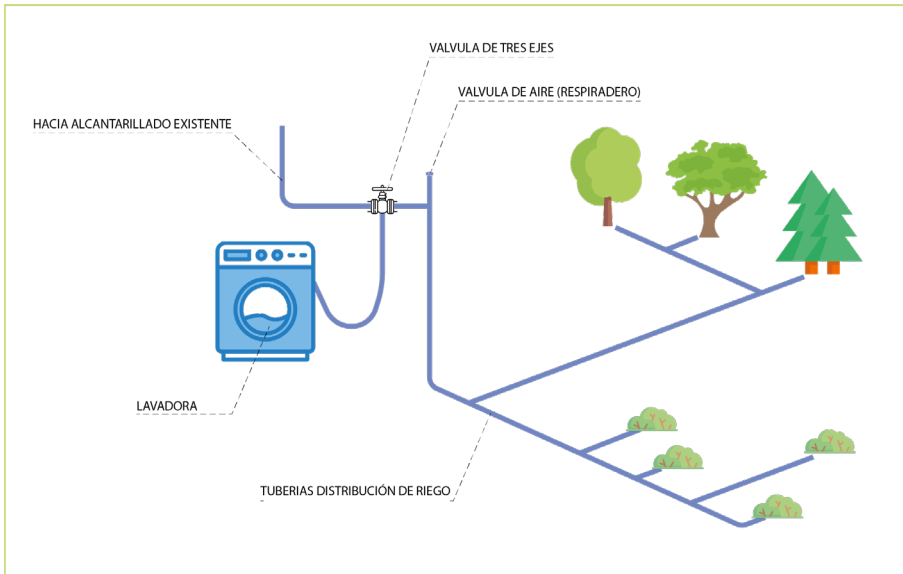 VALVULA DE TRES EJES
VALVULA DE AIRE (RESPIRADERO)
HACIA ALCANTARILLADO EXISTENTE
LAVADORA
TUBERIAS DISTRIBUCIÓN DE RIEGO